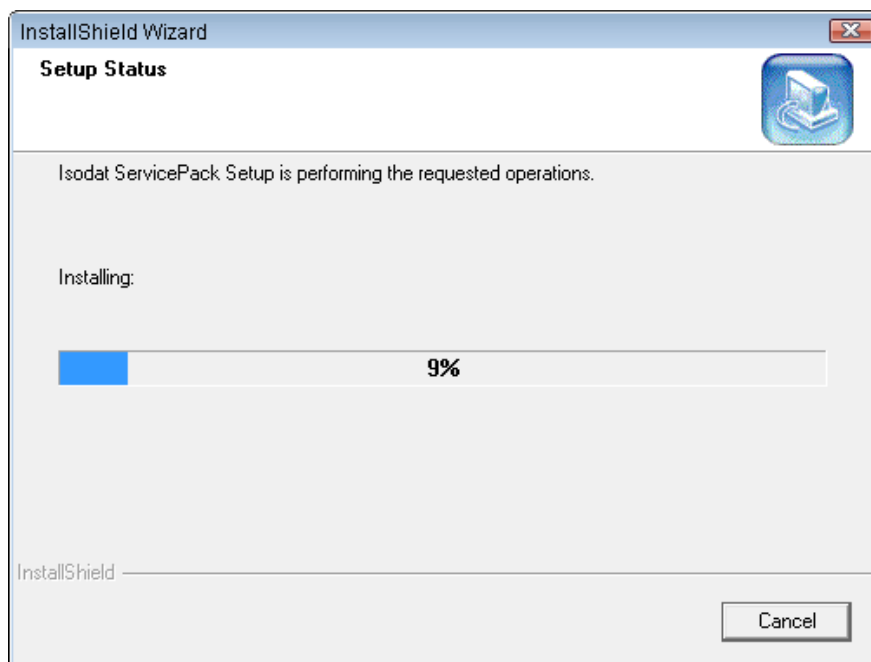 InstallShield Wizard
Setup Status
Isodat ServicePack Setup is performing the requested operations.
Installing:
9%
InstallShield
Cancel